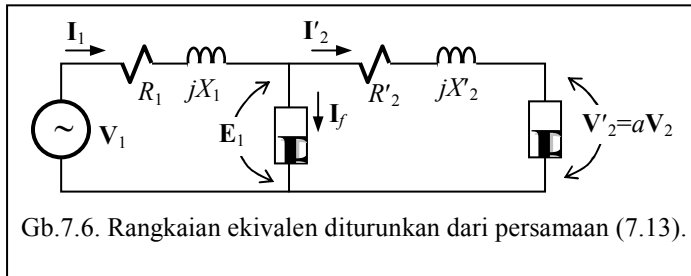 I₁
I'₂
R₁
jX₁
R'₂
jX'₂
∼
V₁
E₁
I_f
V'₂=aV₂
Gb.7.6. Rangkaian ekivalen diturunkan dari persamaan (7.13).